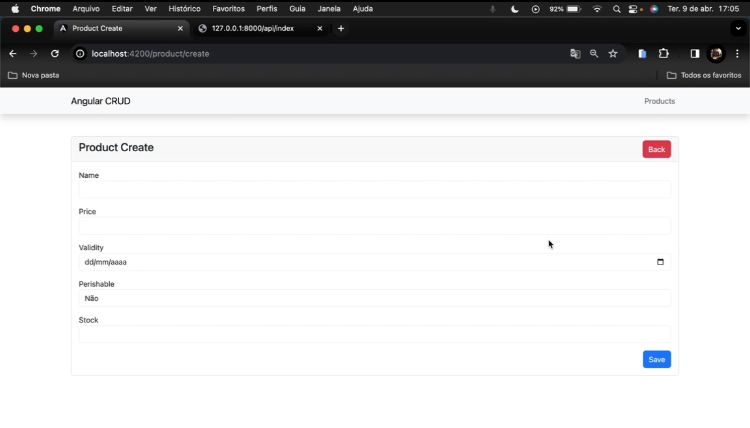 Chrome Arquivo Editar Ver Histórico Favoritos Perfis Guia Janela Ajuda 92% Ter. 9 de abr. 17:05
Product Create 127.0.0.1:8000/api/index
localhost:4200/product/create
Nova pasta Todos os favoritos
Angular CRUD Products
Product Create Back
Name
Price
Validity
dd/mm/aaaa
Perishable
Não
Stock
Save